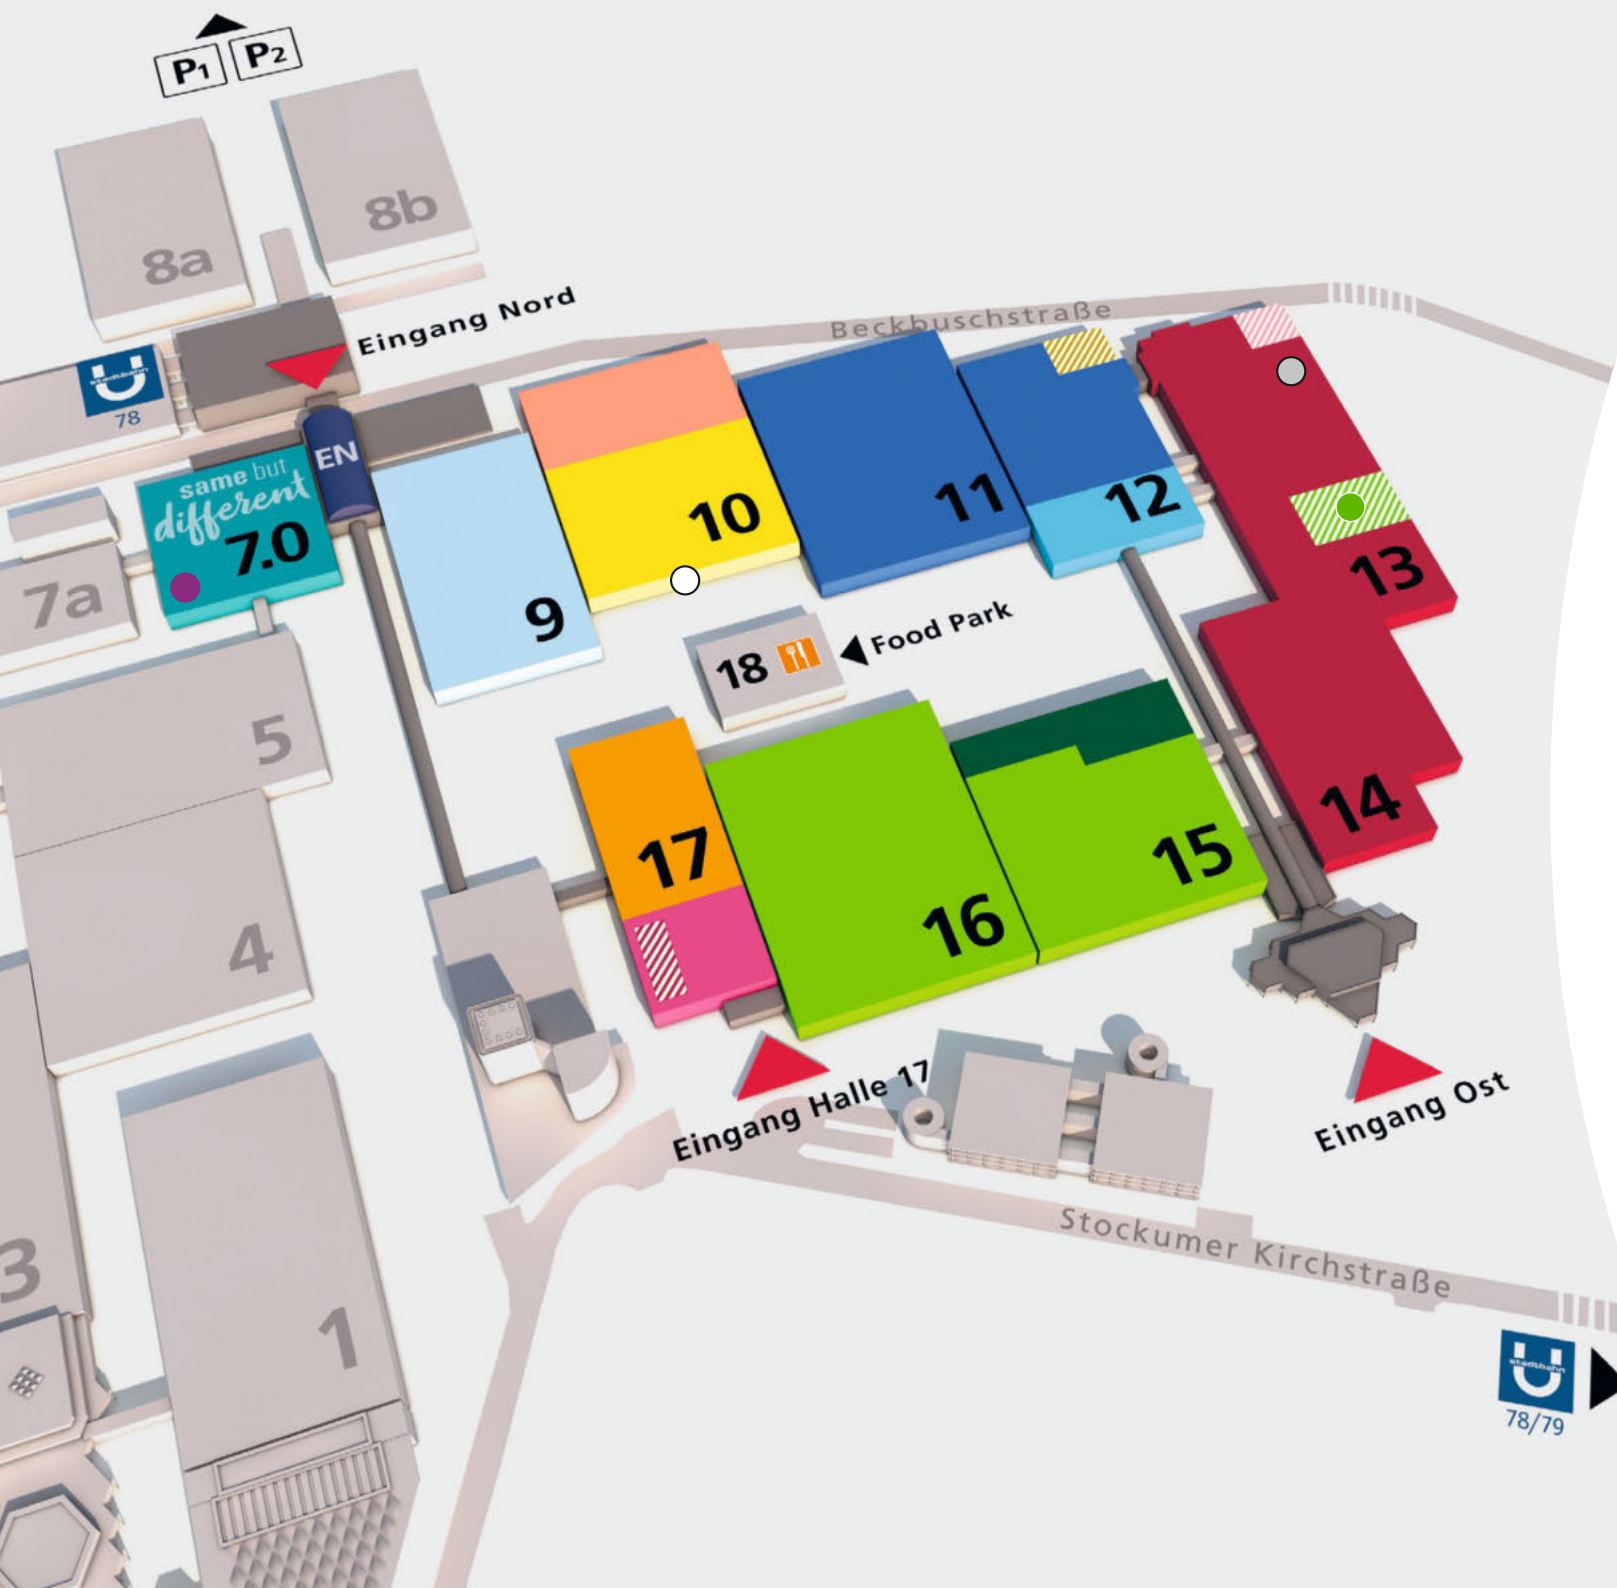 P1 P2
8b
8a
Eingang Nord
Beckbuschstraße
stadtbahn
78
EN
same but
different
7.0
10
11
12
13
7a
9
18
Food Park
5
14
17
15
16
4
Eingang Halle 17
Eingang Ost
3
1
Stockumer Kirchstraße
stadtbahn
78/79